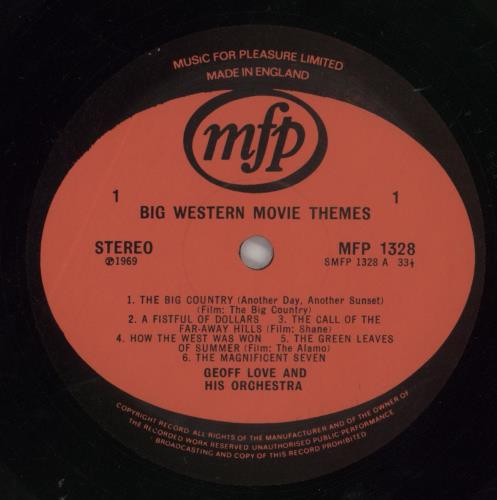 MUSIC FOR PLEASURE LIMITED
MADE IN ENGLAND
mfp
1 1
BIG WESTERN MOVIE THEMES
STEREO MFP 1328
℗1969 SMFP 1328 A 33⅓
1. THE BIG COUNTRY (Another Day, Another Sunset)
(Film: The Big Country)
2. A FISTFUL OF DOLLARS 3. THE CALL OF THE
FAR-AWAY HILLS (Film: Shane)
4. HOW THE WEST WAS WON 5. THE GREEN LEAVES
OF SUMMER (Film: The Alamo)
6. THE MAGNIFICENT SEVEN
GEOFF LOVE AND
HIS ORCHESTRA
COPYRIGHT RECORD. ALL RIGHTS OF THE MANUFACTURER AND OF THE OWNER OF
THE RECORDED WORK RESERVED. UNAUTHORISED PUBLIC PERFORMANCE
BROADCASTING AND COPY OF THIS RECORD PROHIBITED